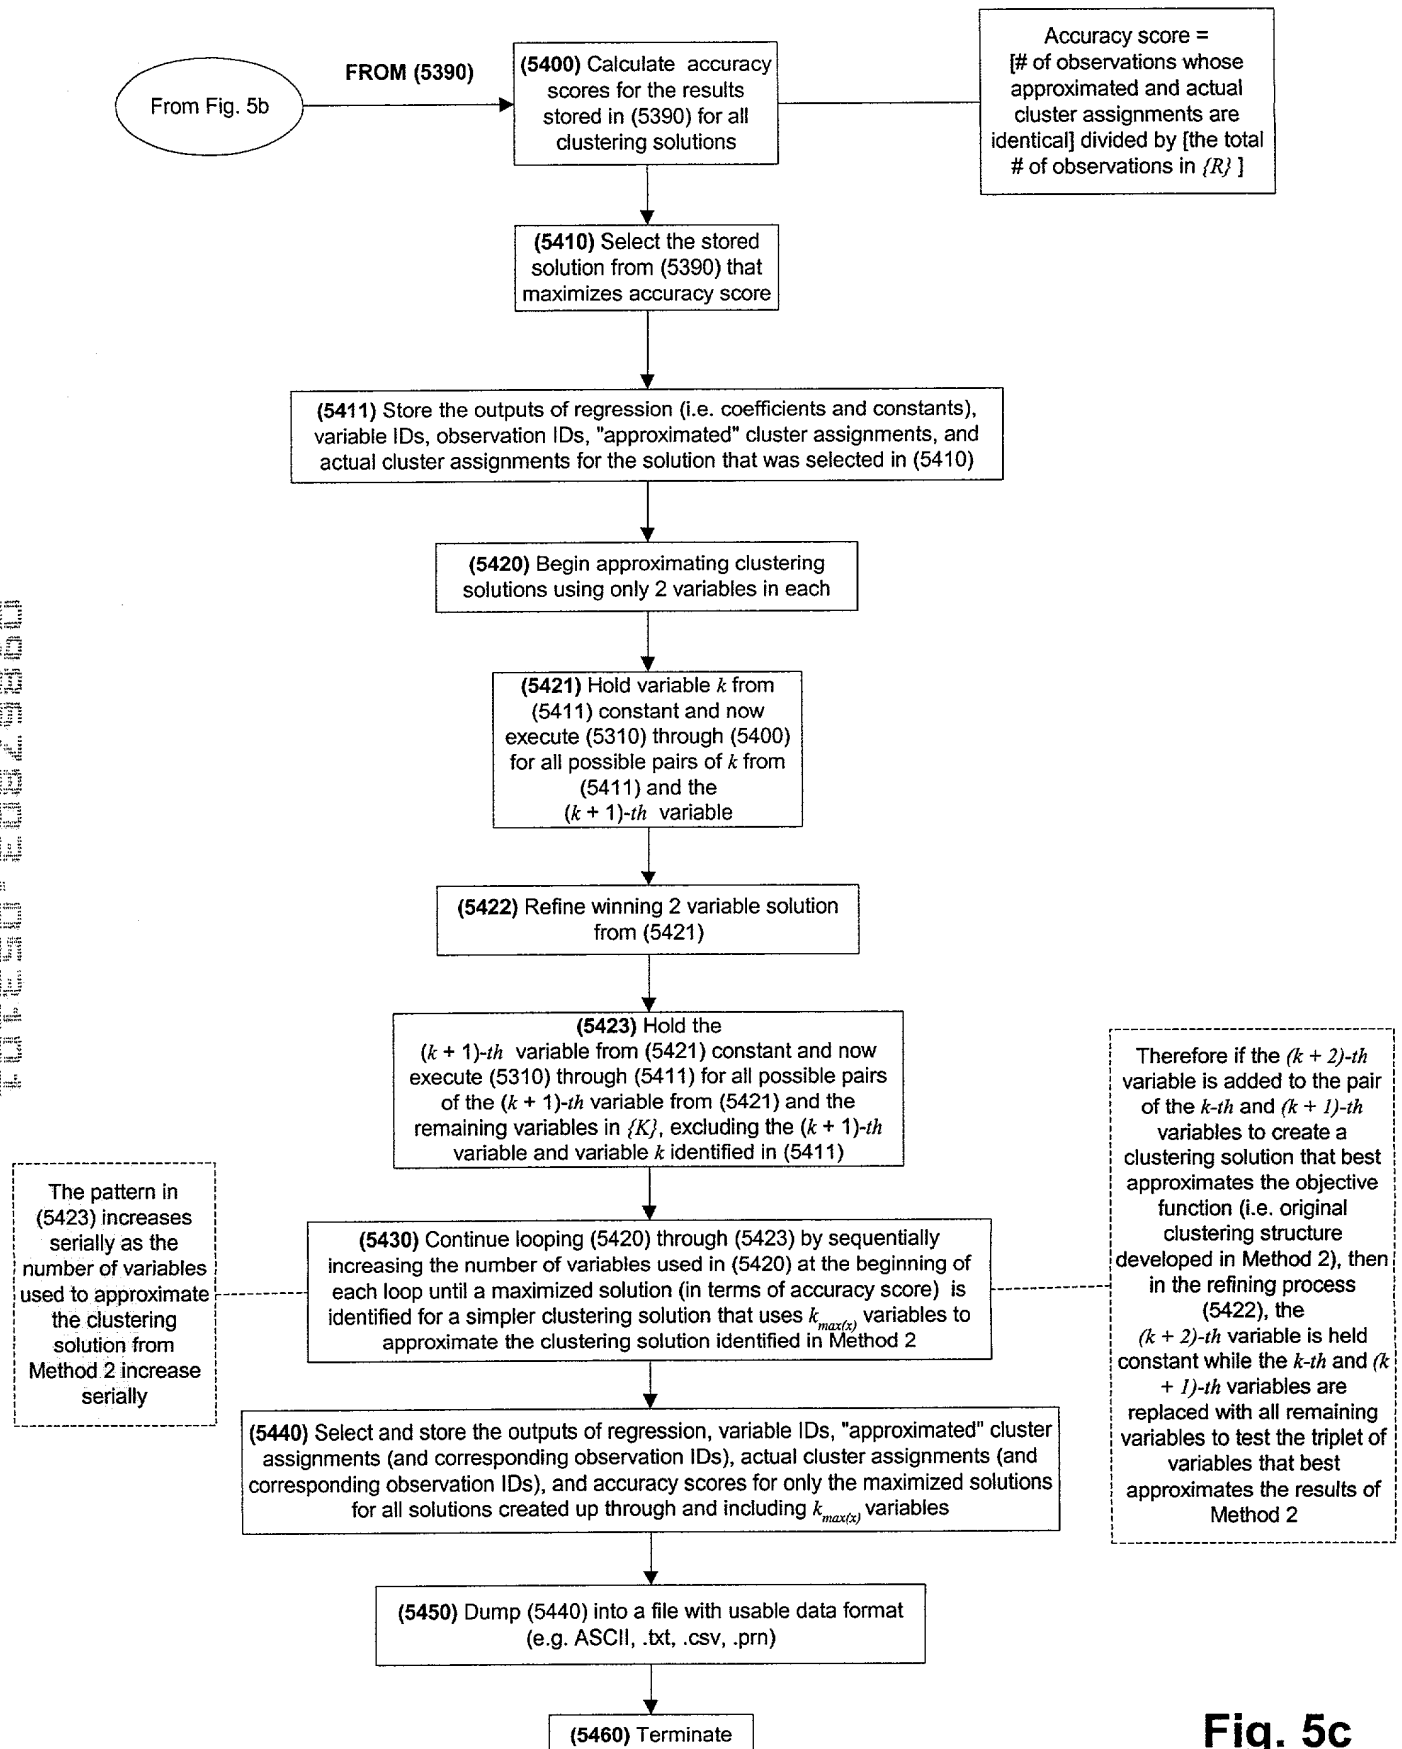 From Fig. 5b
FROM (5390)
(5400) Calculate accuracy
scores for the results
stored in (5390) for all
clustering solutions
Accuracy score =
[# of observations whose
approximated and actual
cluster assignments are
identical] divided by [the total
# of observations in {R} ]
(5410) Select the stored
solution from (5390) that
maximizes accuracy score
(5411) Store the outputs of regression (i.e. coefficients and constants),
variable IDs, observation IDs, "approximated" cluster assignments, and
actual cluster assignments for the solution that was selected in (5410)
(5420) Begin approximating clustering
solutions using only 2 variables in each
(5421) Hold variable k from
(5411) constant and now
execute (5310) through (5400)
for all possible pairs of k from
(5411) and the
(k + 1)-th variable
(5422) Refine winning 2 variable solution
from (5421)
(5423) Hold the
(k + 1)-th variable from (5421) constant and now
execute (5310) through (5411) for all possible pairs
of the (k + 1)-th variable from (5421) and the
remaining variables in {K}, excluding the (k + 1)-th
variable and variable k identified in (5411)
The pattern in
(5423) increases
serially as the
number of variables
used to approximate
the clustering
solution from
Method 2 increase
serially
(5430) Continue looping (5420) through (5423) by sequentially
increasing the number of variables used in (5420) at the beginning of
each loop until a maximized solution (in terms of accuracy score) is
identified for a simpler clustering solution that uses kmax(x) variables to
approximate the clustering solution identified in Method 2
Therefore if the (k + 2)-th
variable is added to the pair
of the k-th and (k + 1)-th
variables to create a
clustering solution that best
approximates the objective
function (i.e. original
clustering structure
developed in Method 2), then
in the refining process
(5422), the
(k + 2)-th variable is held
constant while the k-th and (k
+ 1)-th variables are
replaced with all remaining
variables to test the triplet of
variables that best
approximates the results of
Method 2
(5440) Select and store the outputs of regression, variable IDs, "approximated" cluster
assignments (and corresponding observation IDs), actual cluster assignments (and
corresponding observation IDs), and accuracy scores for only the maximized solutions
for all solutions created up through and including kmax(x) variables
(5450) Dump (5440) into a file with usable data format
(e.g. ASCII, .txt, .csv, .prn)
(5460) Terminate
Fig. 5c